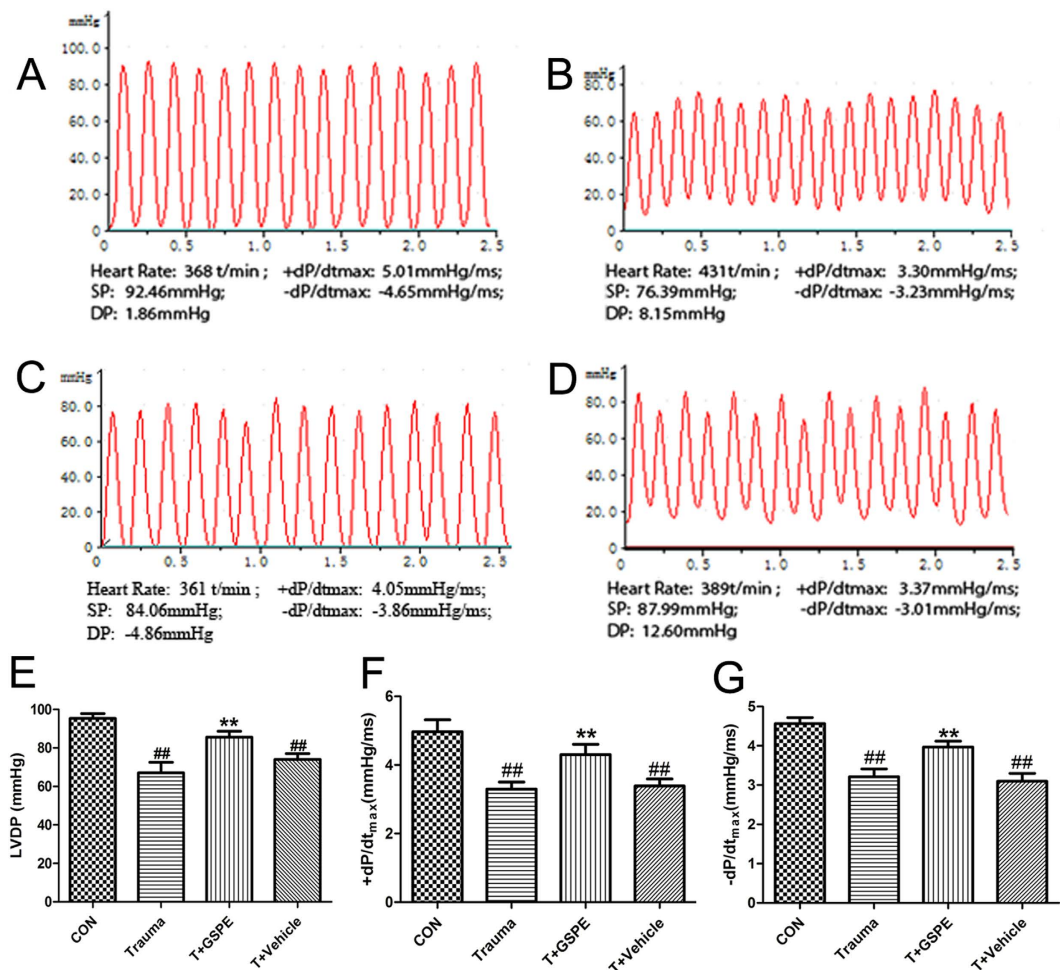 A
mmHg
100.0
80.0
60.0
40.0
20.0
0
0 0.5 1.0 1.5 2.0 2.5
Heart Rate: 368 t/min ; +dP/dtmax: 5.01mmHg/ms;
SP: 92.46mmHg; -dP/dtmax: -4.65mmHg/ms;
DP: 1.86mmHg
B
mmHg
80.0
60.0
40.0
20.0
0
0 0.5 1.0 1.5 2.0 2.5
Heart Rate: 431t/min ; +dP/dtmax: 3.30mmHg/ms;
SP: 76.39mmHg; -dP/dtmax: -3.23mmHg/ms;
DP: 8.15mmHg
C
mmHg
80.0
60.0
40.0
20.0
0
0 0.5 1.0 1.5 2.0 2.5
Heart Rate: 361 t/min ; +dP/dtmax: 4.05mmHg/ms;
SP: 84.06mmHg; -dP/dtmax: -3.86mmHg/ms;
DP: -4.86mmHg
D
mmHg
80.0
60.0
40.0
20.0
0
0 0.5 1.0 1.5 2.0 2.5
Heart Rate: 389t/min ; +dP/dtmax: 3.37mmHg/ms;
SP: 87.99mmHg; -dP/dtmax: -3.01mmHg/ms;
DP: 12.60mmHg
E
LVDP (mmHg)
100
80
60
40
20
0
## ** ##
CON Trauma T+GSPE T+Vehicle
F
+dP/dtmax(mmHg/ms)
6
4
2
0
## ** ##
CON Trauma T+GSPE T+Vehicle
G
-dP/dtmax(mmHg/ms)
5
4
3
2
1
0
## ** ##
CON Trauma T+GSPE T+Vehicle